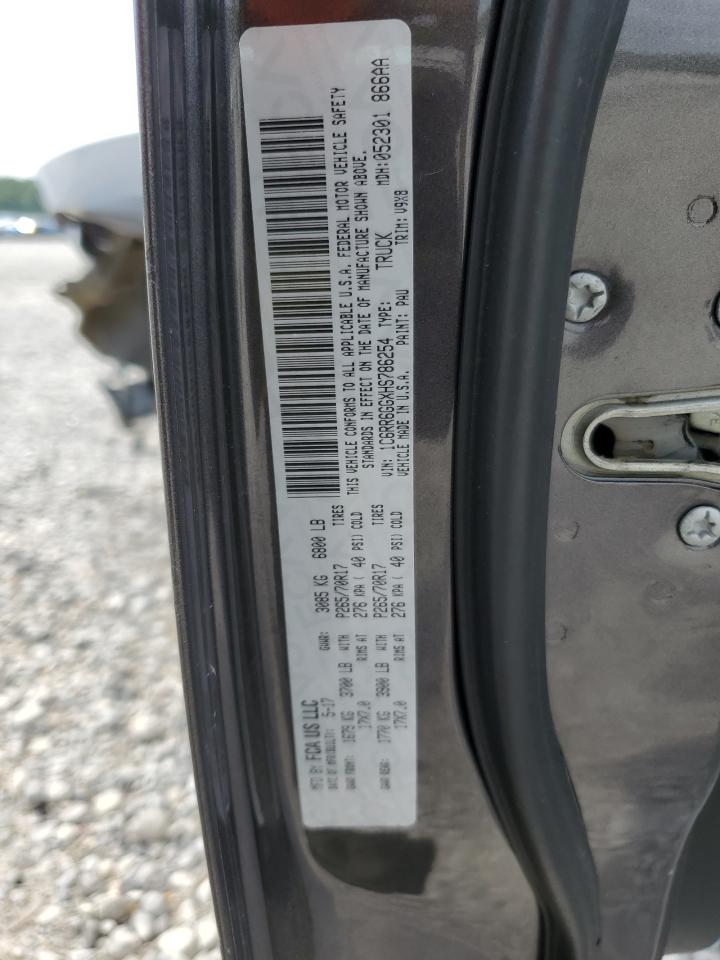 MFD BY: FCA US LLC
DATE OF MFR/BUILT: 5-17 GVWR: 3085 KG 6800 LB
GAWR FRONT: 1679 KG 3700 LB WITH P265/70R17 TIRES
17X7.0 RIMS AT 276 KPA ( 40 PSI) COLD
GAWR REAR: 1770 KG 3900 LB WITH P265/70R17 TIRES
17X7.0 RIMS AT 276 KPA ( 40 PSI) COLD
THIS VEHICLE CONFORMS TO ALL APPLICABLE U.S.A. FEDERAL MOTOR VEHICLE SAFETY
STANDARDS IN EFFECT ON THE DATE OF MANUFACTURE SHOWN ABOVE.
VIN: 1C6RR6GGXHS786254 TYPE: TRUCK MDH:052301 866AA
VEHICLE MADE IN U.S.A. PAINT: PAU TRIM: V9X8